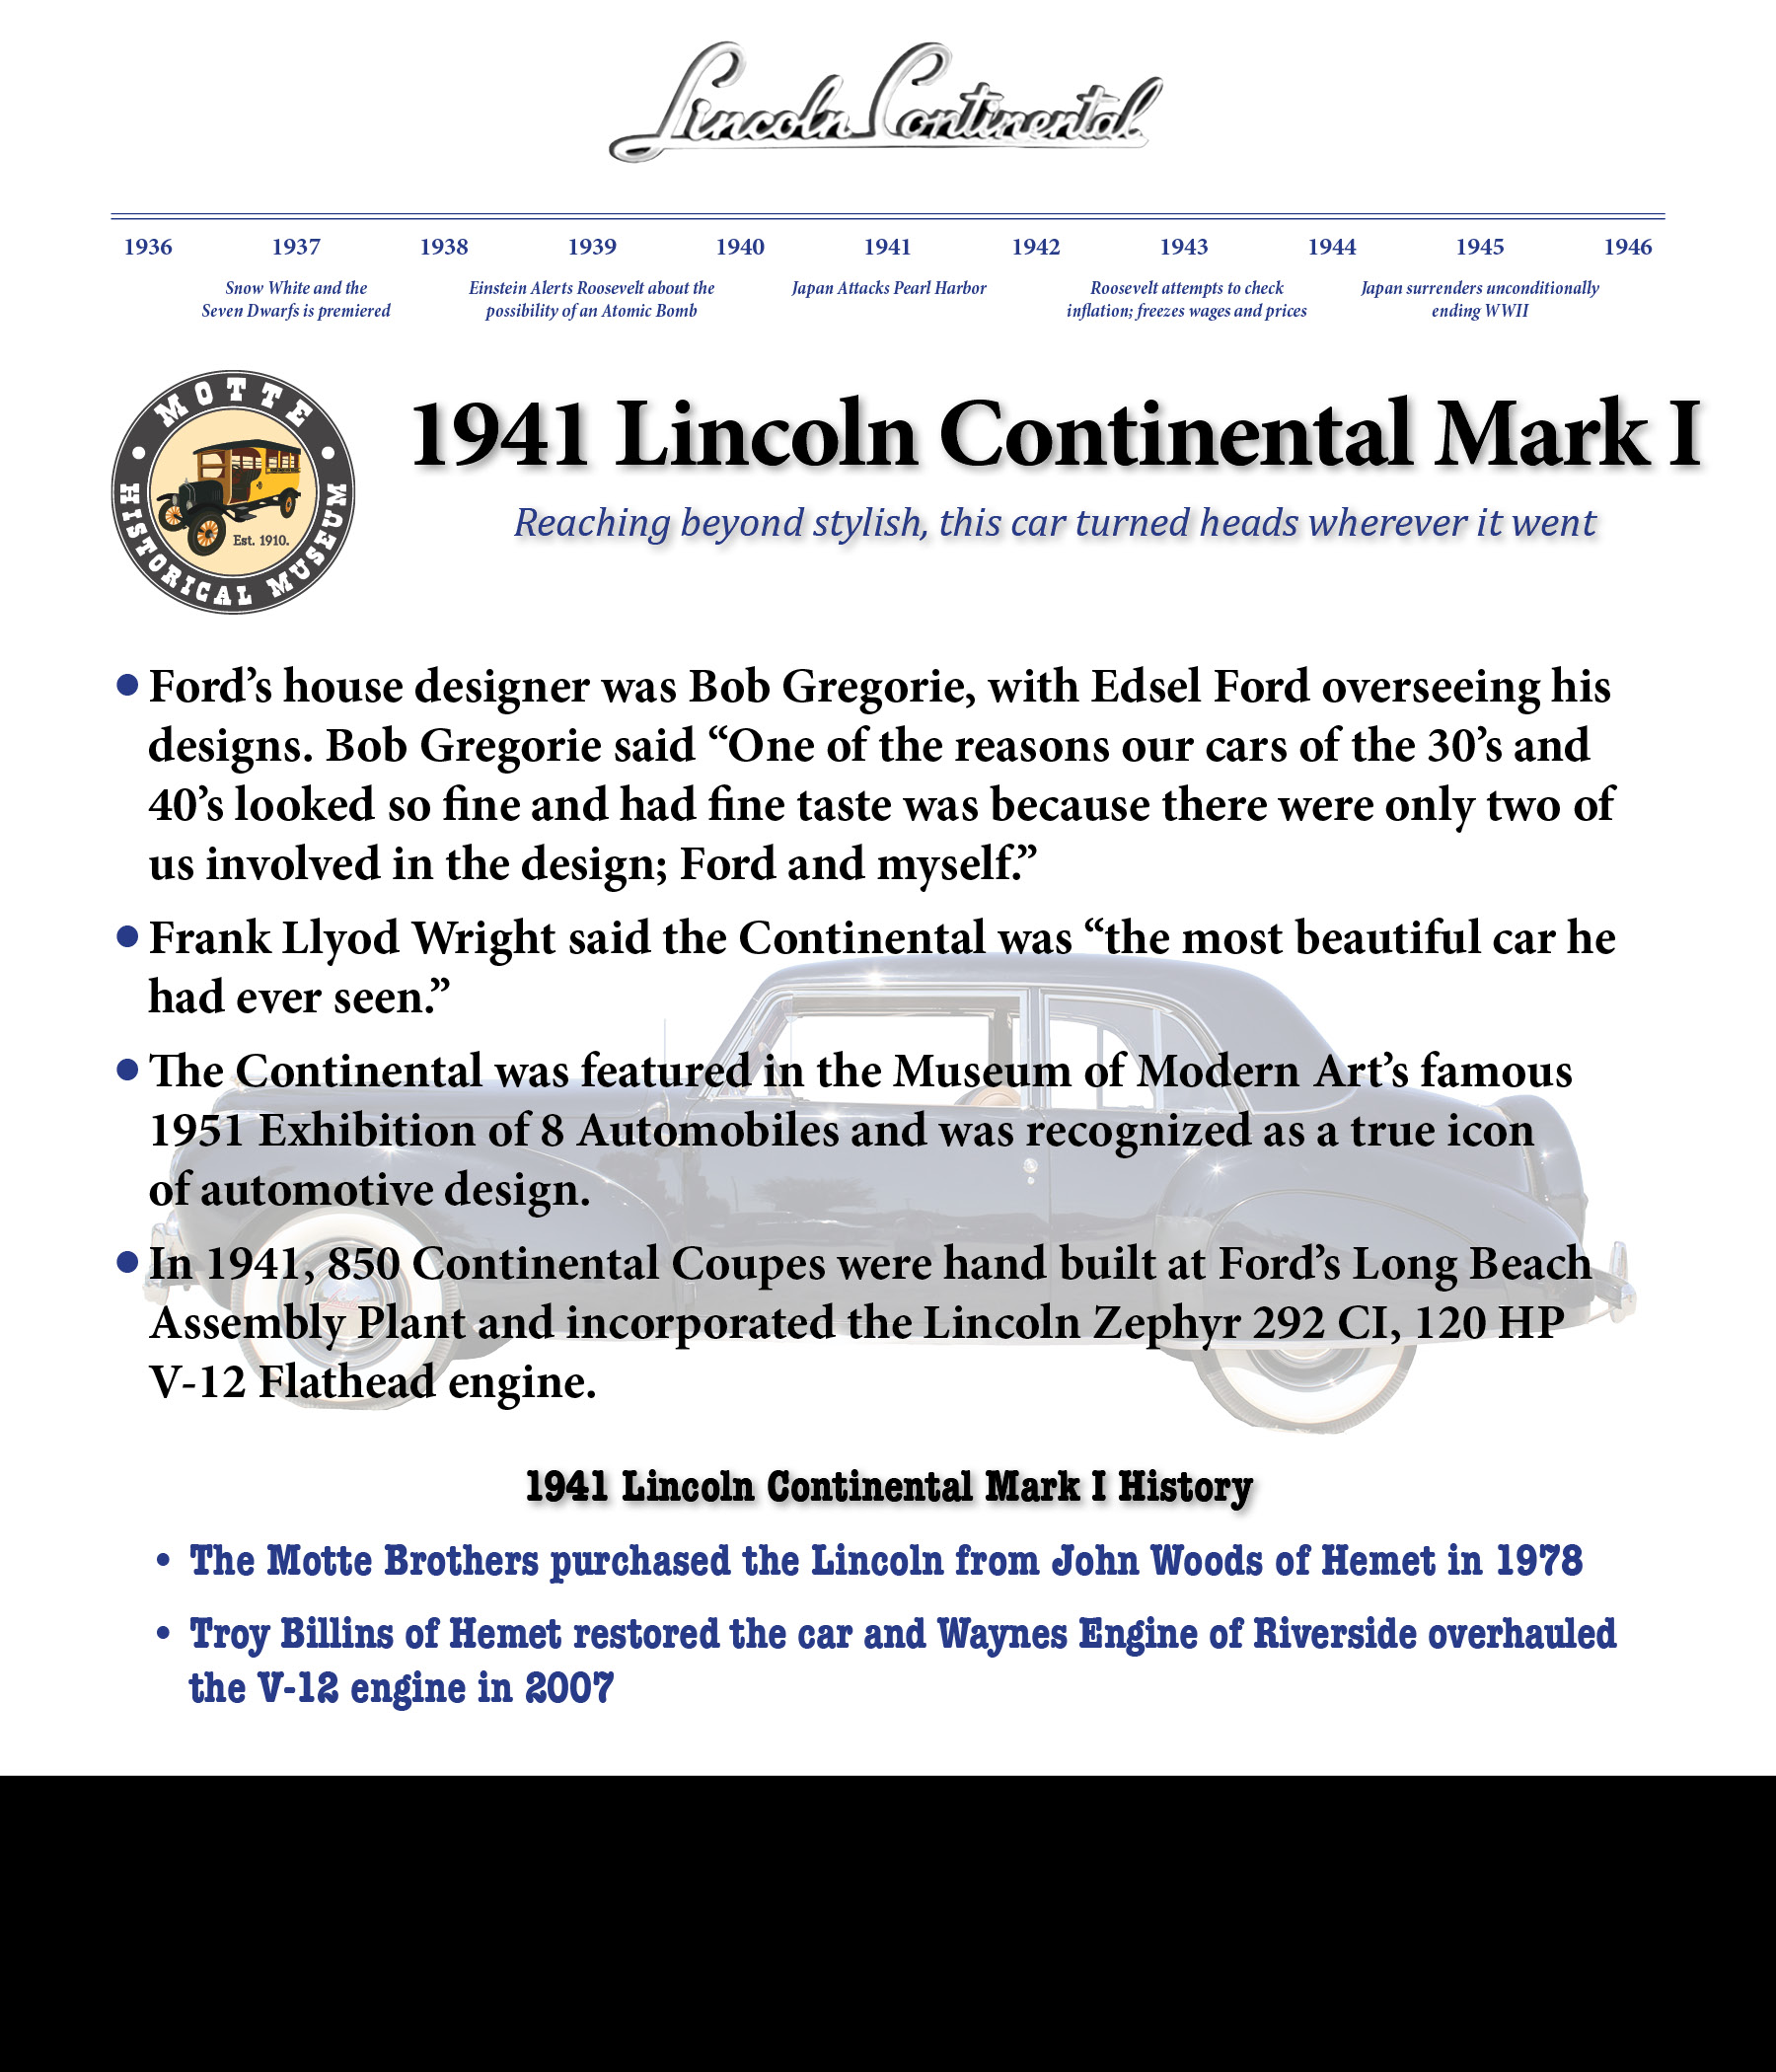 Lincoln Continental
1936 1937 1938 1939 1940 1941 1942 1943 1944 1945 1946
Snow White and the
Seven Dwarfs is premiered
Einstein Alerts Roosevelt about the
possibility of an Atomic Bomb
Japan Attacks Pearl Harbor
Roosevelt attempts to check
inflation; freezes wages and prices
Japan surrenders unconditionally
ending WWII
MOTTE
Est. 1910.
HISTORICAL MUSEUM
1941 Lincoln Continental Mark I
Reaching beyond stylish, this car turned heads wherever it went
• Ford’s house designer was Bob Gregorie, with Edsel Ford overseeing his
designs. Bob Gregorie said “One of the reasons our cars of the 30’s and
40’s looked so fine and had fine taste was because there were only two of
us involved in the design; Ford and myself.”
• Frank Llyod Wright said the Continental was “the most beautiful car he
had ever seen.”
• The Continental was featured in the Museum of Modern Art’s famous
1951 Exhibition of 8 Automobiles and was recognized as a true icon
of automotive design.
• In 1941, 850 Continental Coupes were hand built at Ford’s Long Beach
Assembly Plant and incorporated the Lincoln Zephyr 292 CI, 120 HP
V-12 Flathead engine.
1941 Lincoln Continental Mark I History
• The Motte Brothers purchased the Lincoln from John Woods of Hemet in 1978
• Troy Billins of Hemet restored the car and Waynes Engine of Riverside overhauled
the V-12 engine in 2007